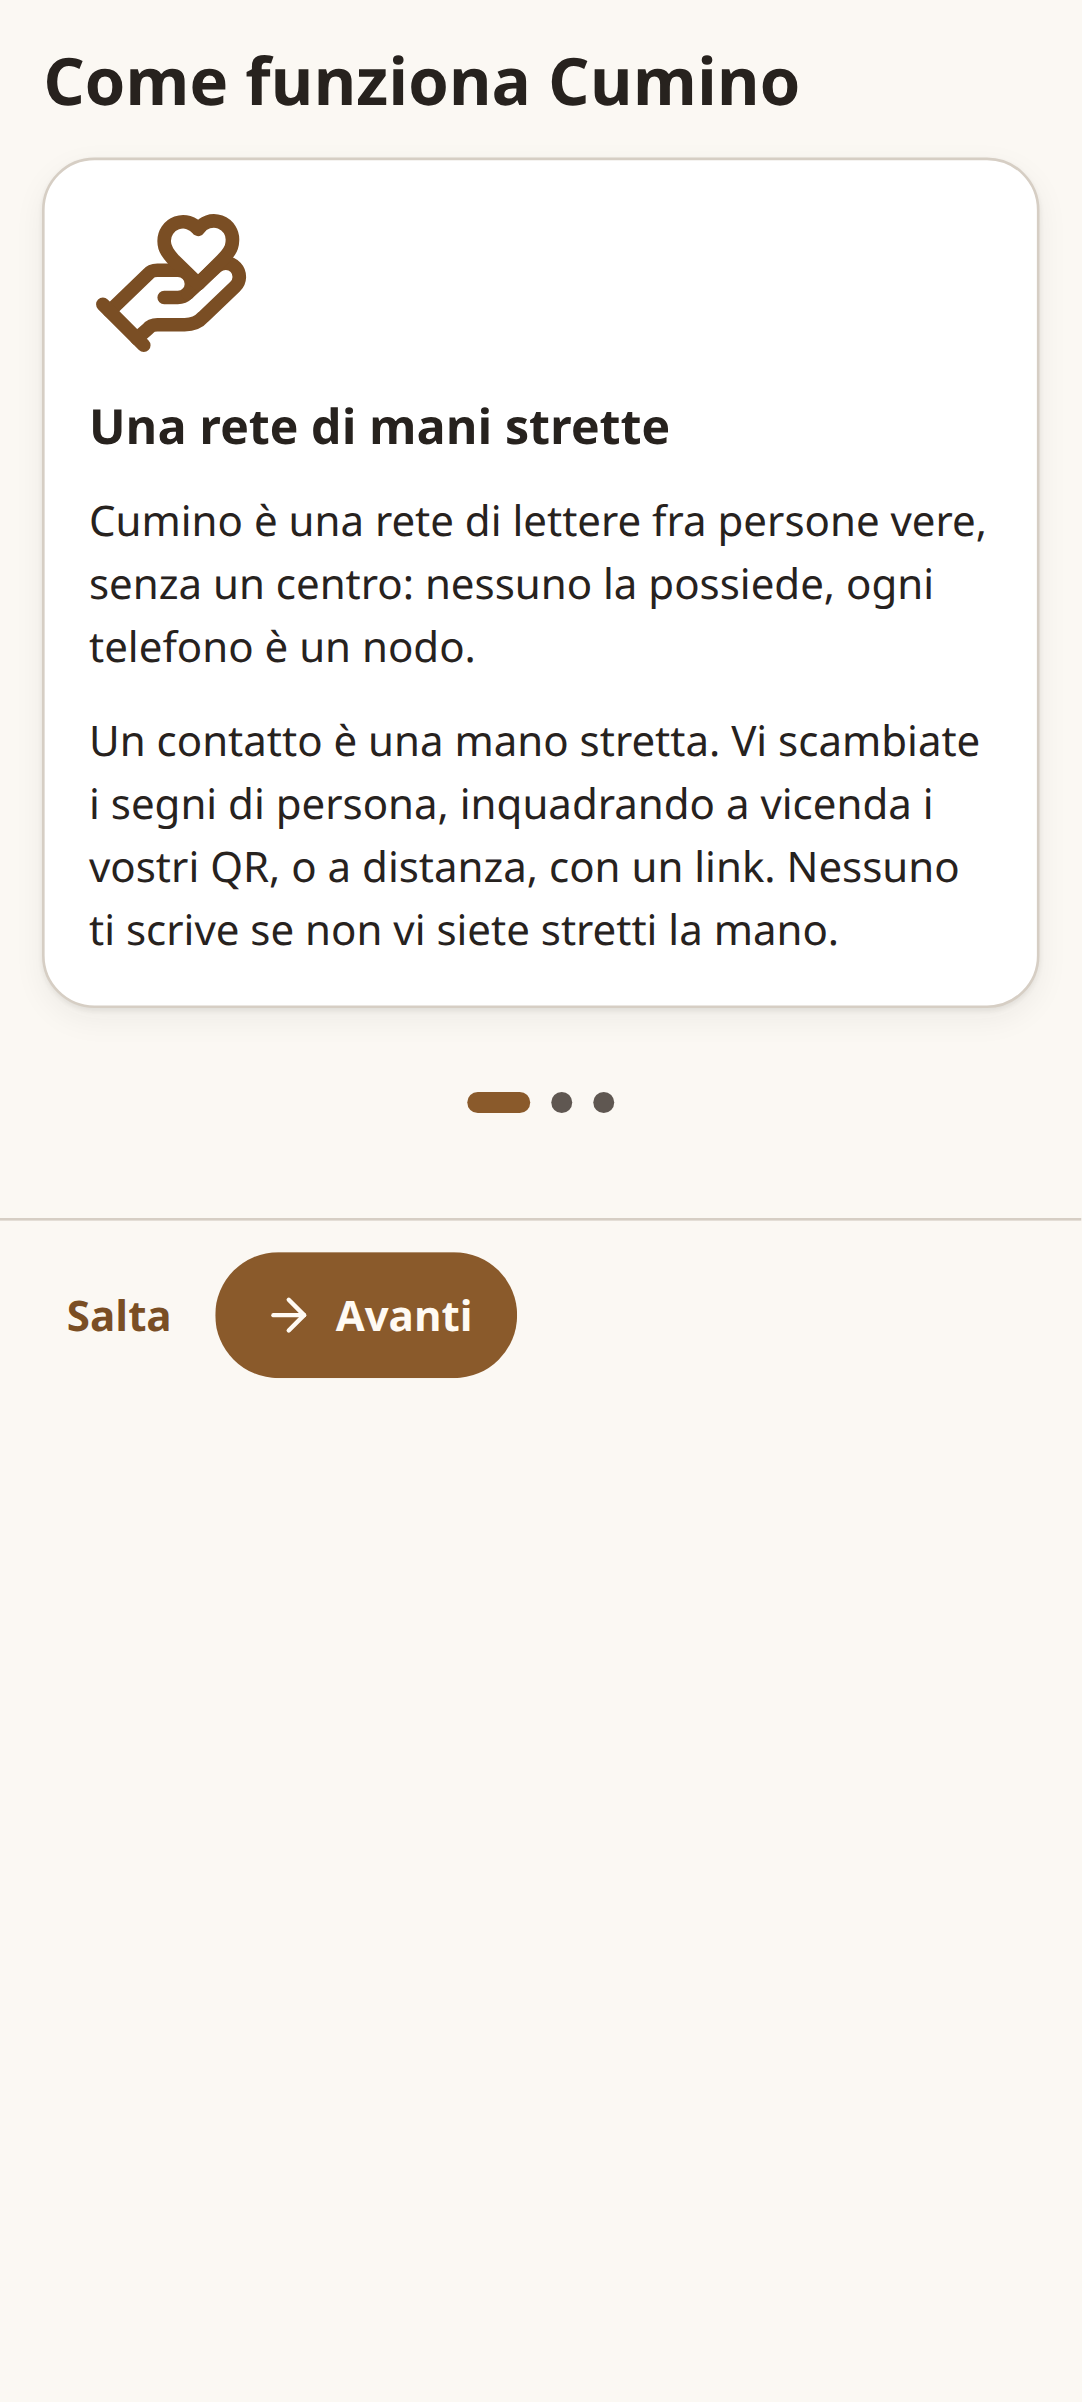 Come funziona Cumino
Una rete di mani strette
Cumino è una rete di lettere fra persone vere,
senza un centro: nessuno la possiede, ogni
telefono è un nodo.
Un contatto è una mano stretta. Vi scambiate
i segni di persona, inquadrando a vicenda i
vostri QR, o a distanza, con un link. Nessuno
ti scrive se non vi siete stretti la mano.
Salta
Avanti